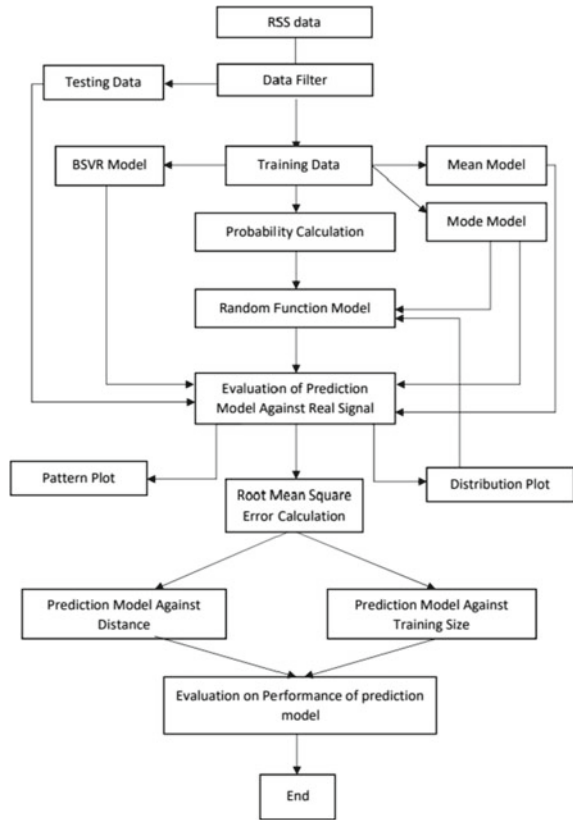 RSS data
Testing Data
Data Filter
BSVR Model
Training Data
Mean Model
Mode Model
Probability Calculation
Random Function Model
Evaluation of Prediction
Model Against Real Signal
Pattern Plot
Root Mean Square
Error Calculation
Distribution Plot
Prediction Model Against
Distance
Prediction Model Against
Training Size
Evaluation on Performance of prediction
model
End